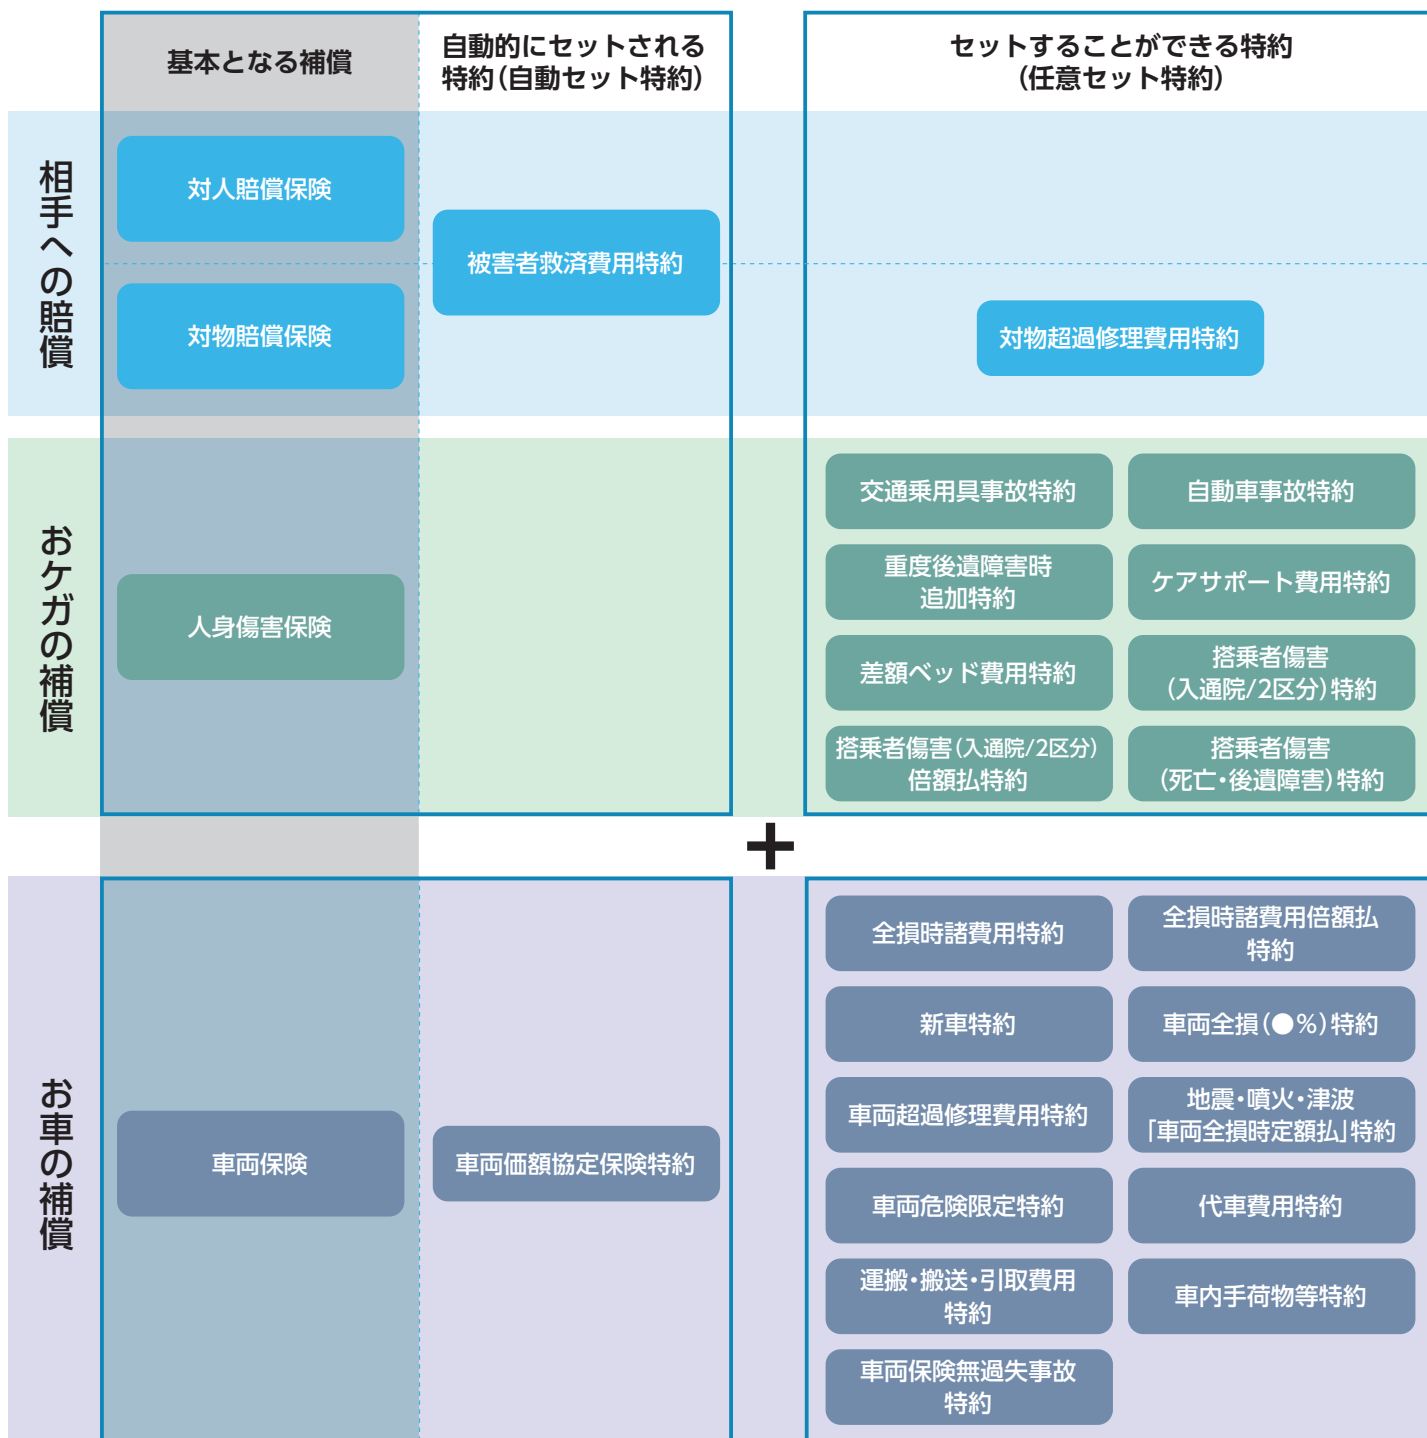 基本となる補償
自動的にセットされる
特約(自動セット特約)
セットすることができる特約
(任意セット特約)
相手への賠償
対人賠償保険
被害者救済費用特約
対物賠償保険
対物超過修理費用特約
おケガの補償
人身傷害保険
交通乗用具事故特約
自動車事故特約
重度後遺障害時
追加特約
ケアサポート費用特約
差額ベッド費用特約
搭乗者傷害
(入通院/2区分)特約
搭乗者傷害(入通院/2区分)
倍額払特約
搭乗者傷害
(死亡・後遺障害)特約
+
お車の補償
車両保険
車両価額協定保険特約
全損時諸費用特約
全損時諸費用倍額払
特約
新車特約
車両全損(●%)特約
車両超過修理費用特約
地震・噴火・津波
「車両全損時定額払」特約
車両危険限定特約
代車費用特約
運搬・搬送・引取費用
特約
車内手荷物等特約
車両保険無過失事故
特約